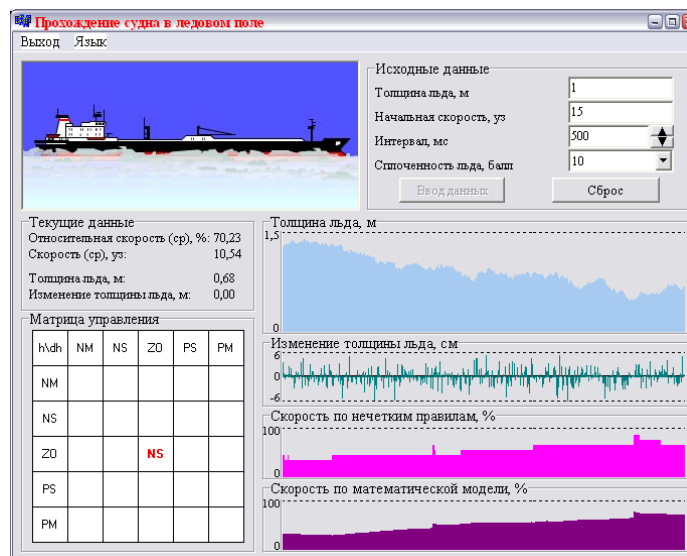 Прохождение судна в ледовом поле
Выход Язык
Исходные данные
Толщина льда, м 1
Начальная скорость, уз 15
Интервал, мс 500
Сплоченность льда, балл 10
Ввод данных Сброс
Текущие данные
Относительная скорость (ср), %: 70,23
Скорость (ср), уз: 10,54
Толщина льда, м: 0,68
Изменение толщины льда, м: 0,00
Матрица управления
h\dh NM NS ZO PS PM
NM
NS
ZO NS
PS
PM
Толщина льда, м
1,5
0
Изменение толщины льда, см
6
0
-6
Скорость по нечетким правилам, %
100
0
Скорость по математической модели, %
100
0